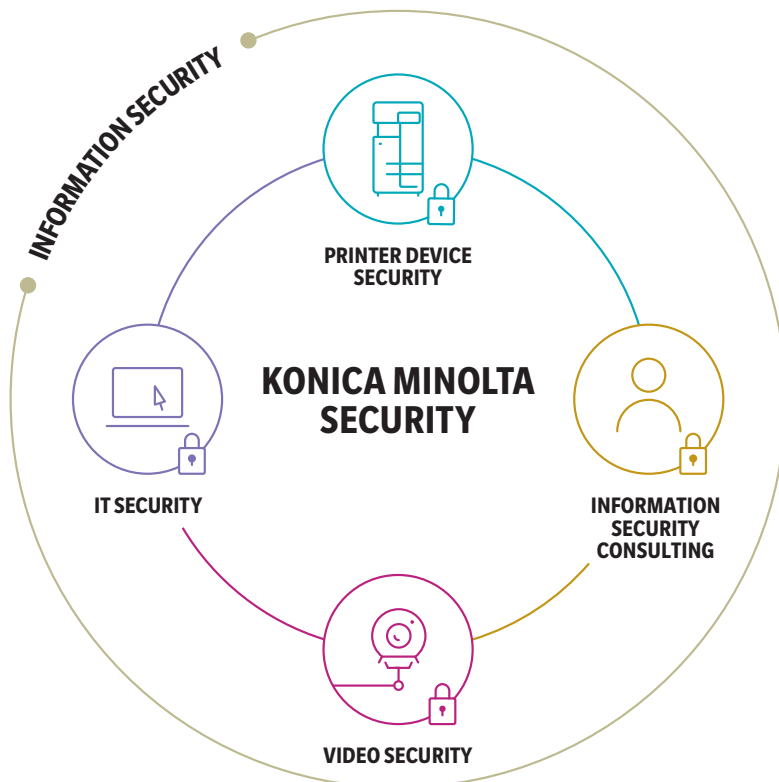 INFORMATION SECURITY
PRINTER DEVICE
SECURITY
KONICA MINOLTA
SECURITY
IT SECURITY
INFORMATION
SECURITY
CONSULTING
VIDEO SECURITY